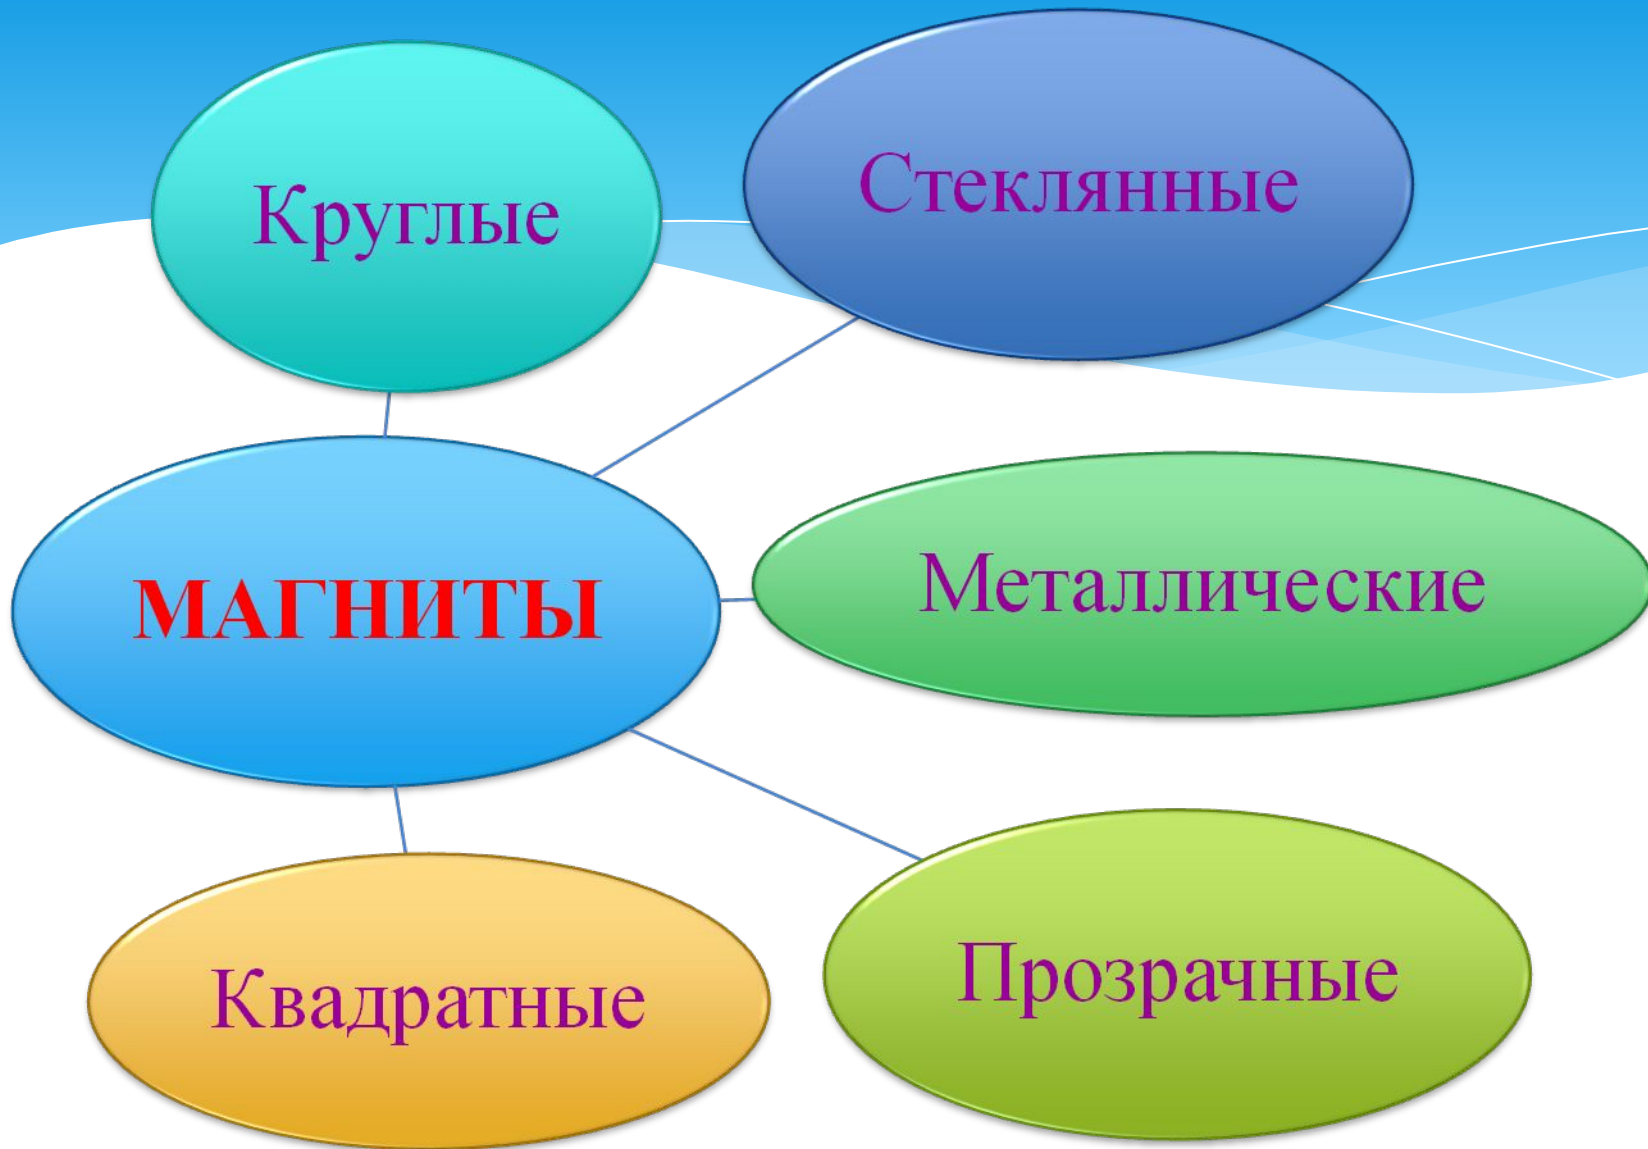 Круглые
Стеклянные
МАГНИТЫ
Металлические
Квадратные
Прозрачные